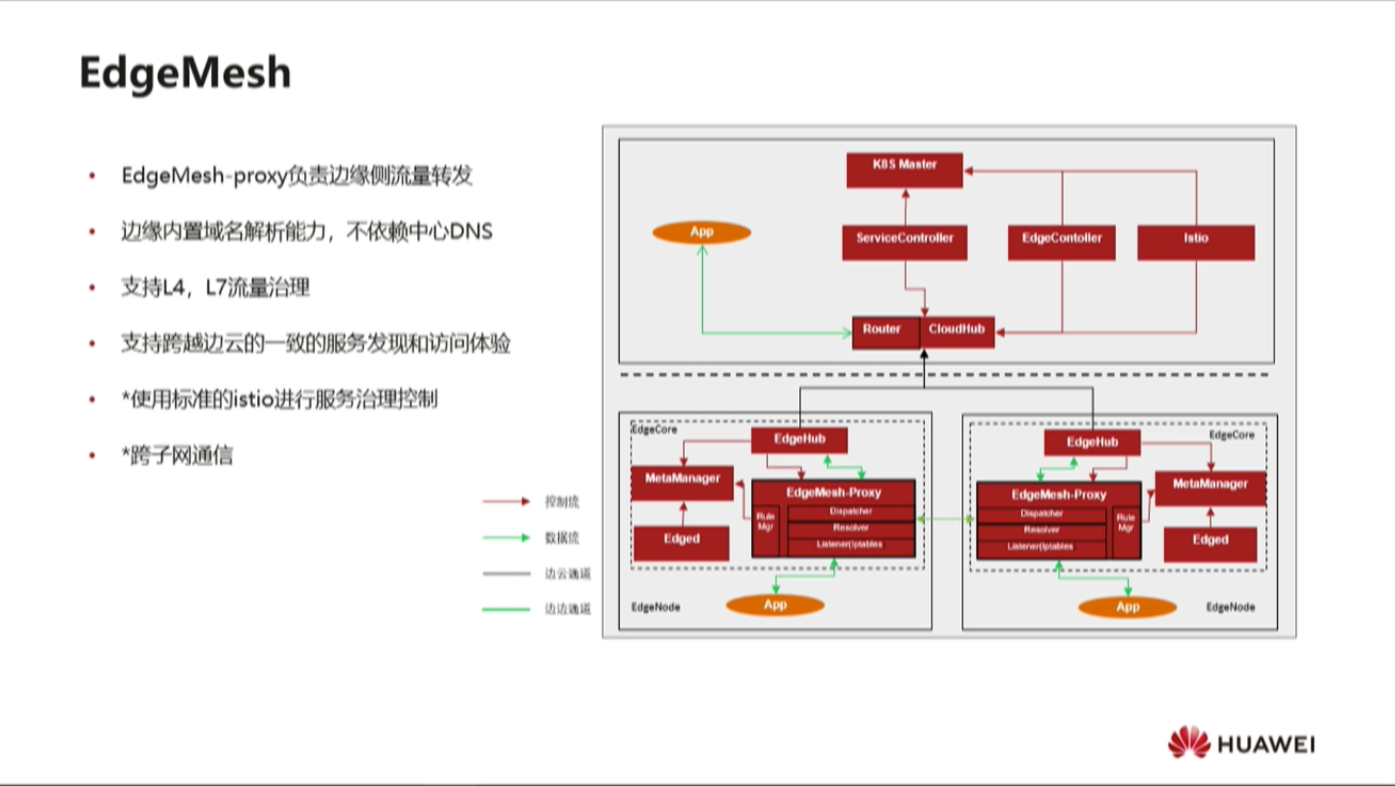 EdgeMesh
• EdgeMesh-proxy负责边缘侧流量转发
• 边缘内置域名解析能力，不依赖中心DNS
• 支持L4，L7流量治理
• 支持跨越边云的一致的服务发现和访问体验
• *使用标准的istio进行服务治理控制
• *跨子网通信
控制流
数据流
边云通道
边边通道
K8S Master
App
ServiceController
EdgeContoller
Istio
Router
CloudHub
EdgeCore
EdgeHub
MetaManager
EdgeMesh-Proxy
Rule
Mgr
Dispatcher
Resolver
Listener(Iptables
Edged
App
EdgeNode
EdgeCore
EdgeHub
MetaManager
EdgeMesh-Proxy
Dispatcher
Resolver
Listener(Iptables
Rule
Mgr
Edged
App
EdgeNode
HUAWEI